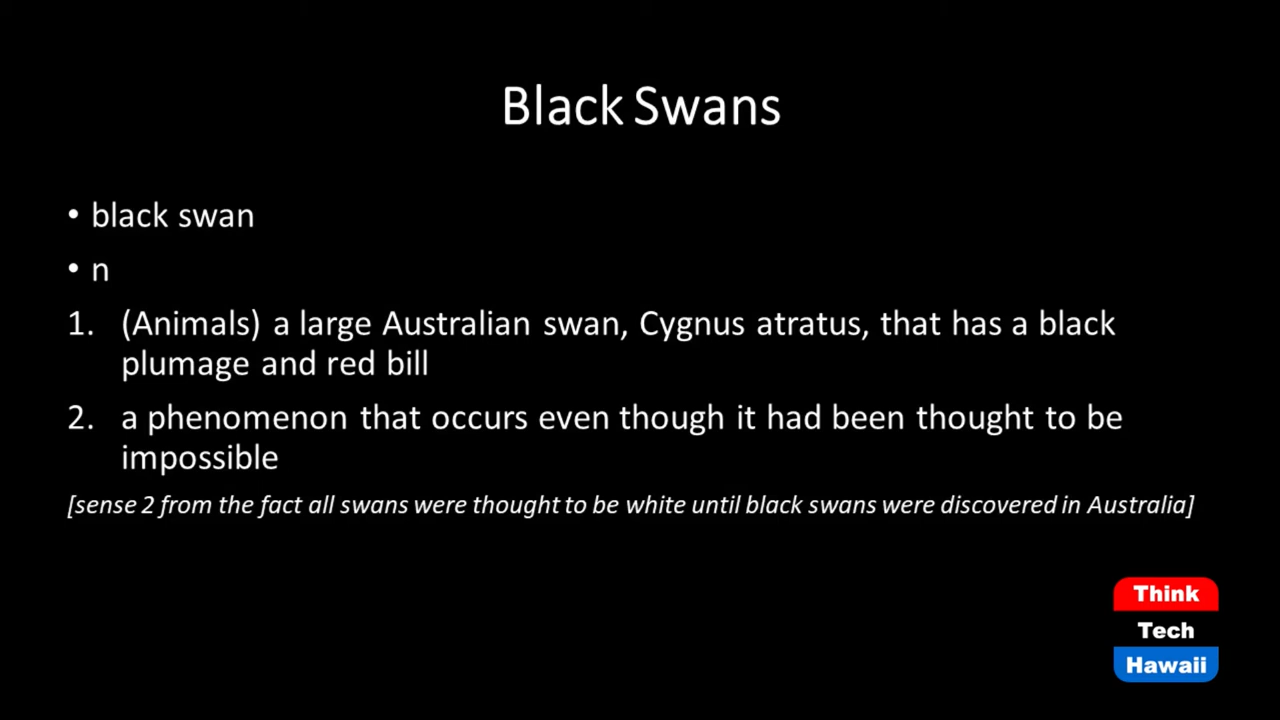 Black Swans
• black swan
• n
1. (Animals) a large Australian swan, Cygnus atratus, that has a black
plumage and red bill
2. a phenomenon that occurs even though it had been thought to be
impossible
[sense 2 from the fact all swans were thought to be white until black swans were discovered in Australia]
Think
Tech
Hawaii